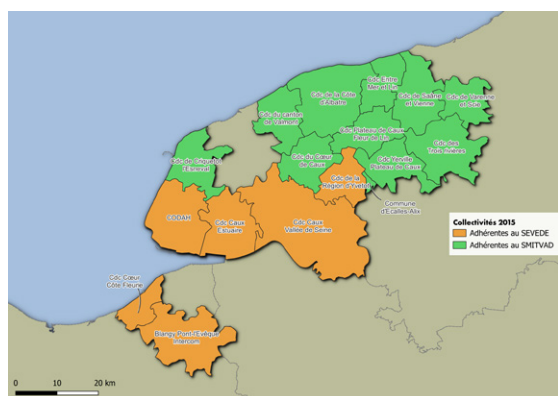 Cdc Entre
Mer et Lin
Cdc de la Côte
d'Albâtre
Cdc de Saâne
et Vienne
Cdc de Varenne
et Scie
Cdc du canton
de Valmont
Cdc Plateau de Caux
Fleur de Lin
Cdc du Cœur
de Caux
Cdc Yerville
Plateau de Caux
Cdc des
Trois rivières
Cdc de Criquetot
l'Esneval
Cdc de la
Région d'Yvetot
Commune
d'Ecalles-Alix
CODAH
Cdc Caux
Estuaire
Cdc Caux
Vallée de Seine
Collectivités 2015
Adhérentes au SEVEDE
Adhérentes au SMITVAD
Cdc Cœur
Côte Fleurie
Blangy Pont l'Evêque
Intercom
0 10 20 km